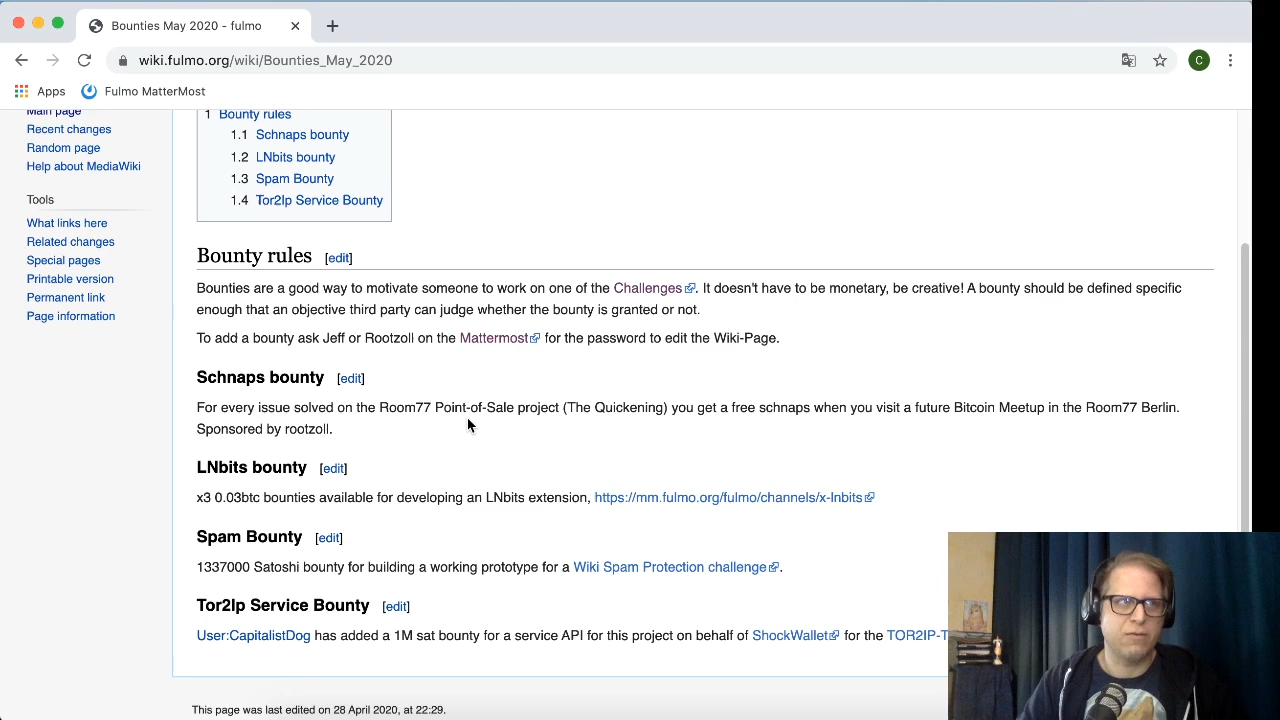 Bounties May 2020 - fulmo
wiki.fulmo.org/wiki/Bounties_May_2020
C
Apps
Fulmo MatterMost
Main page
Recent changes
Random page
Help about MediaWiki
Tools
What links here
Related changes
Special pages
Printable version
Permanent link
Page information
1 Bounty rules
1.1 Schnaps bounty
1.2 LNbits bounty
1.3 Spam Bounty
1.4 Tor2Ip Service Bounty
Bounty rules [edit]
Bounties are a good way to motivate someone to work on one of the Challenges. It doesn't have to be monetary, be creative! A bounty should be defined specific
enough that an objective third party can judge whether the bounty is granted or not.
To add a bounty ask Jeff or Rootzoll on the Mattermost for the password to edit the Wiki-Page.
Schnaps bounty [edit]
For every issue solved on the Room77 Point-of-Sale project (The Quickening) you get a free schnaps when you visit a future Bitcoin Meetup in the Room77 Berlin.
Sponsored by rootzoll.
LNbits bounty [edit]
x3 0.03btc bounties available for developing an LNbits extension, https://mm.fulmo.org/fulmo/channels/x-lnbits
Spam Bounty [edit]
1337000 Satoshi bounty for building a working prototype for a Wiki Spam Protection challenge.
Tor2Ip Service Bounty [edit]
User:CapitalistDog has added a 1M sat bounty for a service API for this project on behalf of ShockWallet for the TOR2IP-T
This page was last edited on 28 April 2020, at 22:29.